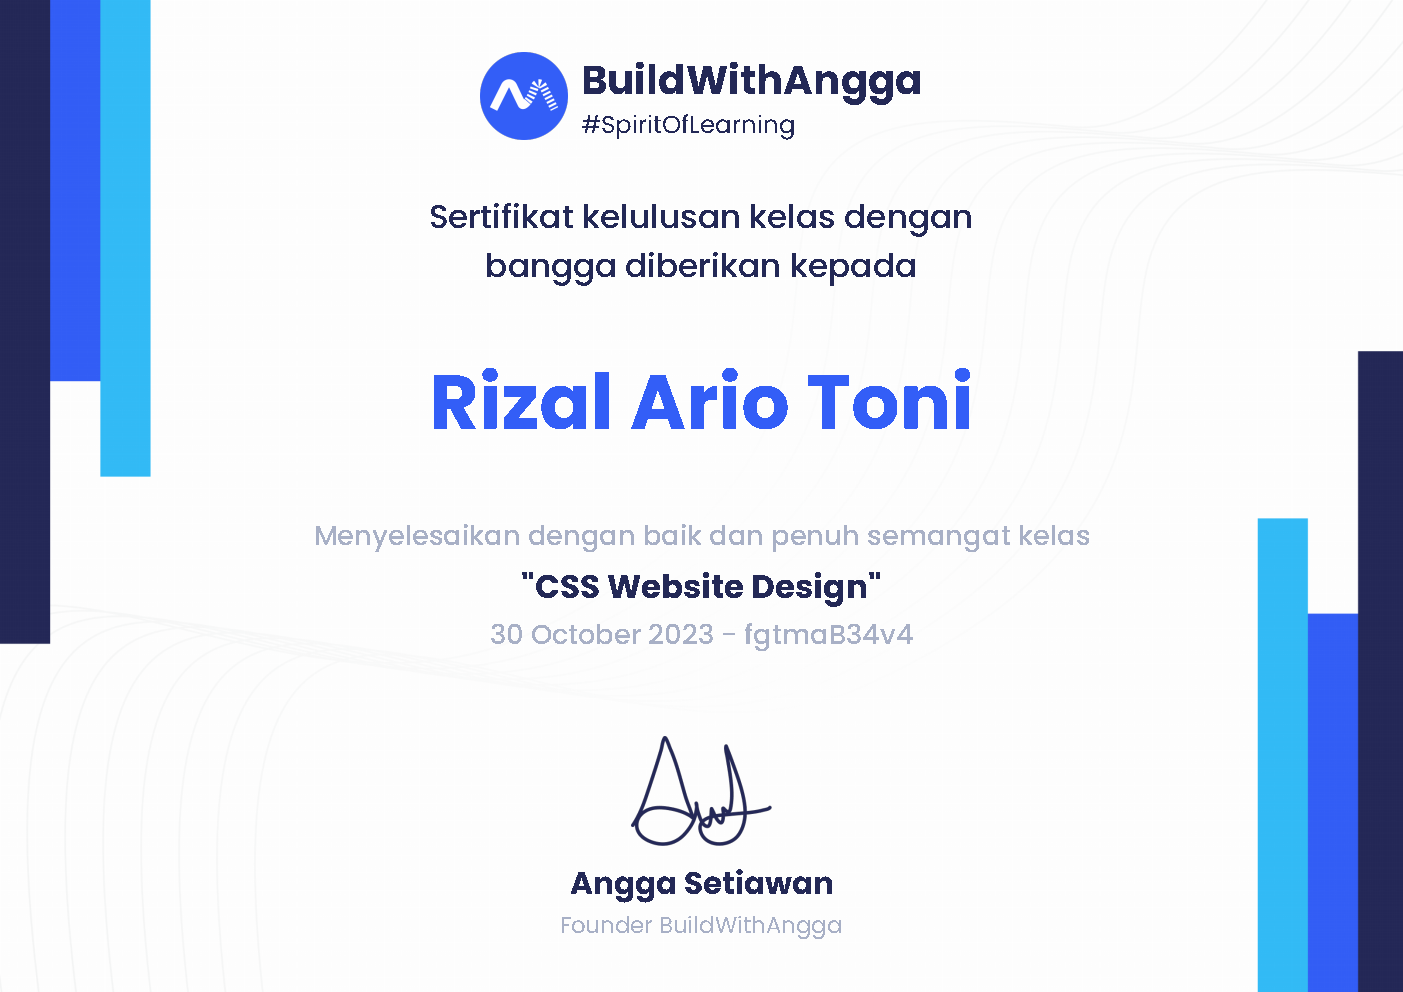 BuildWithAngga
#SpiritOfLearning
Sertifikat kelulusan kelas dengan
bangga diberikan kepada
Rizal Ario Toni
Menyelesaikan dengan baik dan penuh semangat kelas
"CSS Website Design"
30 October 2023 - fgtmaB34v4
Angga Setiawan
Founder BuildWithAngga